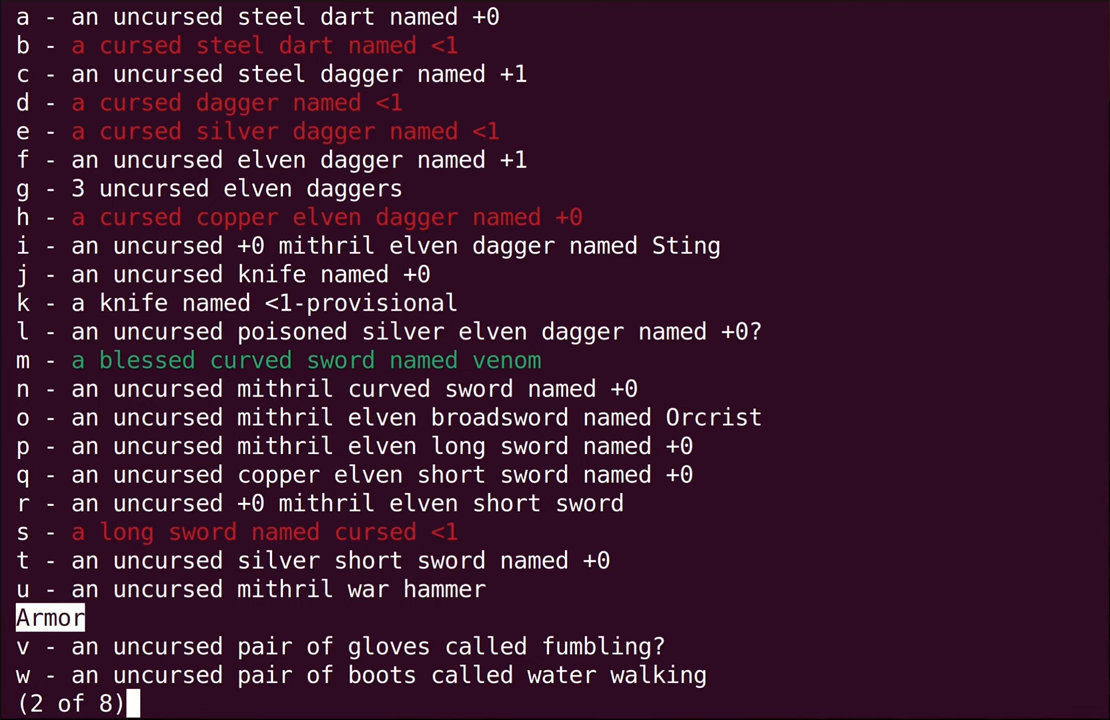 a - an uncursed steel dart named +0
b - a cursed steel dart named <1
c - an uncursed steel dagger named +1
d - a cursed dagger named <1
e - a cursed silver dagger named <1
f - an uncursed elven dagger named +1
g - 3 uncursed elven daggers
h - a cursed copper elven dagger named +0
i - an uncursed +0 mithril elven dagger named Sting
j - an uncursed knife named +0
k - a knife named <1-provisional
l - an uncursed poisoned silver elven dagger named +0?
m - a blessed curved sword named venom
n - an uncursed mithril curved sword named +0
o - an uncursed mithril elven broadsword named Orcrist
p - an uncursed mithril elven long sword named +0
q - an uncursed copper elven short sword named +0
r - an uncursed +0 mithril elven short sword
s - a long sword named cursed <1
t - an uncursed silver short sword named +0
u - an uncursed mithril war hammer
Armor
v - an uncursed pair of gloves called fumbling?
w - an uncursed pair of boots called water walking
(2 of 8)